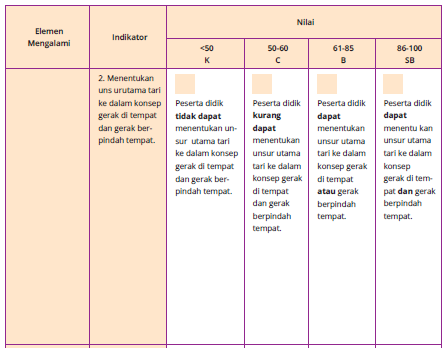 Elemen
Mengalami
Indikator
Nilai
<50
K
50-60
C
61-85
B
86-100
SB
2. Menentukan
uns urutama tari
ke dalam konsep
gerak di tempat
dan gerak ber-
pindah tempat.
Peserta didik
tidak dapat
menentukan un-
sur utama tari
ke dalam konsep
gerak di tempat
dan gerak ber-
pindah tempat.
Peserta didik
kurang
dapat
menentukan
unsur utama
tari ke dalam
konsep gerak
di tempat
dan gerak
berpindah
tempat.
Peserta didik
dapat
menentukan
unsur utama
tari ke dalam
konsep gerak
di tempat
atau gerak
berpindah
tempat.
Peserta didik
dapat
menentu kan
unsur utama
tari ke dalam
konsep
gerak di tem-
pat dan gerak
berpindah
tempat.